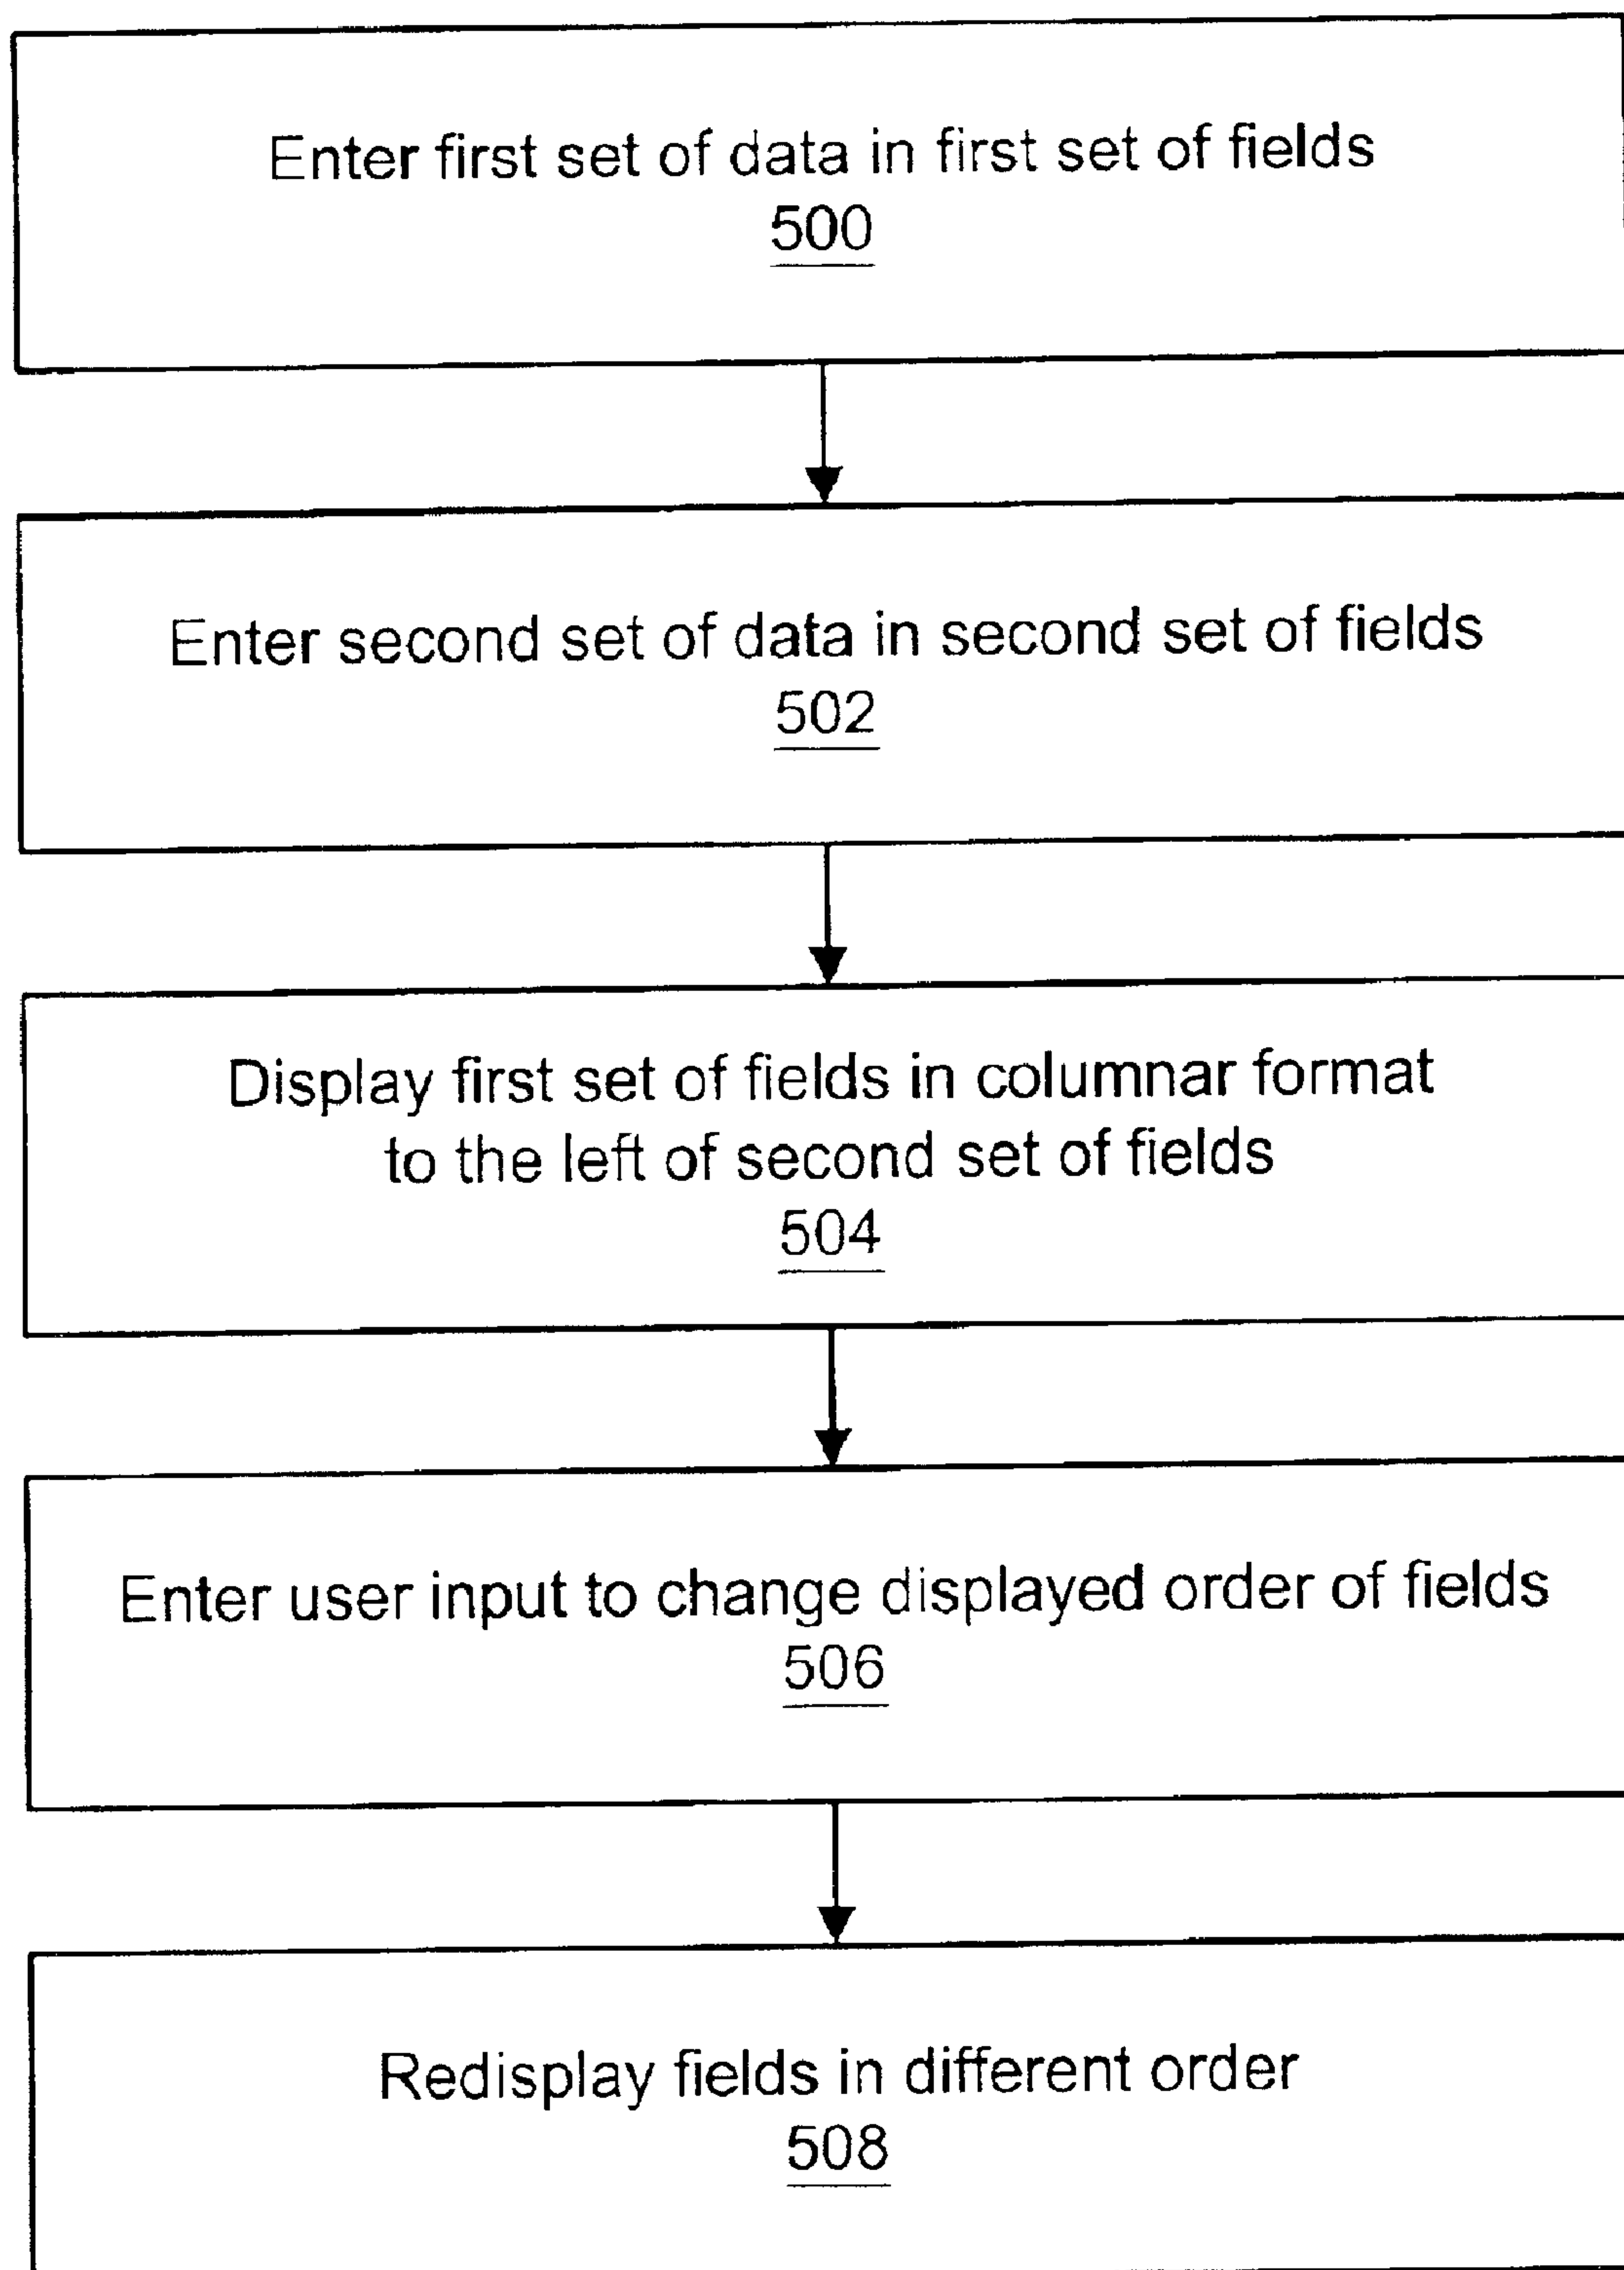 Enter first set of data in first set of fields
500
Enter second set of data in second set of fields
502
Display first set of fields in columnar format
to the left of second set of fields
504
Enter user input to change displayed order of fields
506
Redisplay fields in different order
508